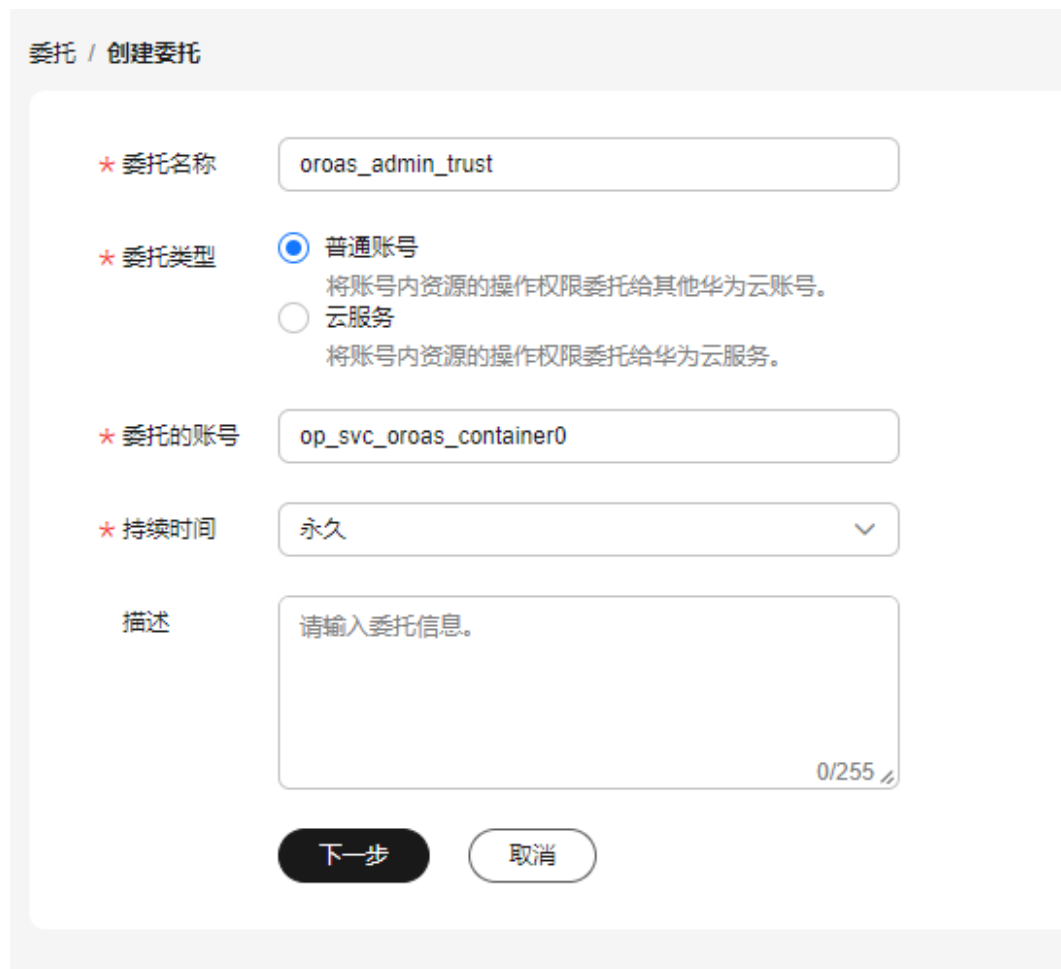 委托 / 创建委托
* 委托名称 oroas_admin_trust
* 委托类型 普通账号
将账号内资源的操作权限委托给其他华为云账号。
云服务
将账号内资源的操作权限委托给华为云服务。
* 委托的账号 op_svc_oroas_container0
* 持续时间 永久
描述 请输入委托信息。
0/255
下一步 取消